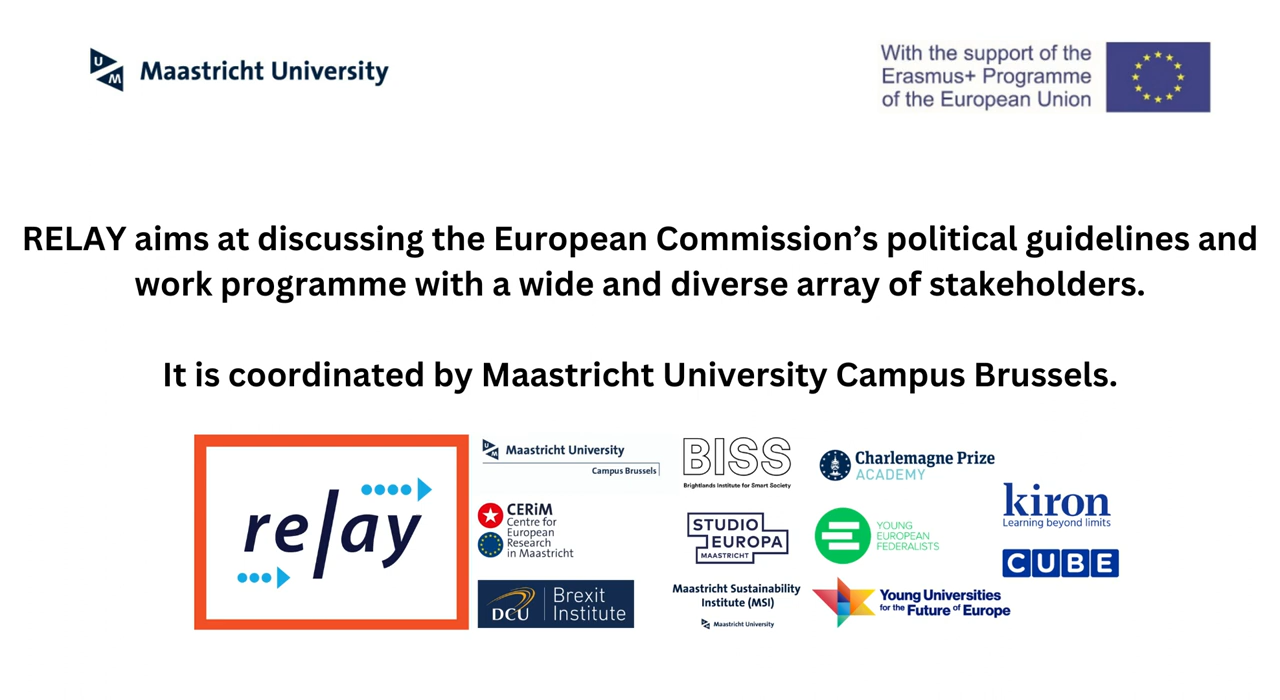 UM Maastricht University
With the support of the
Erasmus+ Programme
of the European Union
RELAY aims at discussing the European Commission’s political guidelines and
work programme with a wide and diverse array of stakeholders.
It is coordinated by Maastricht University Campus Brussels.
relay
UM Maastricht University
Campus Brussels
CERiM
Centre for
European
Research
in Maastricht
DCU Brexit
Institute
BISS
Brightlands Institute for Smart Society
STUDIO
EUROPA
MAASTRICHT
Maastricht Sustainability
Institute (MSI)
UM Maastricht University
Charlemagne Prize
ACADEMY
YOUNG
EUROPEAN
FEDERALISTS
Young Universities
for the Future of Europe
kiron
Learning beyond limits
CUBE